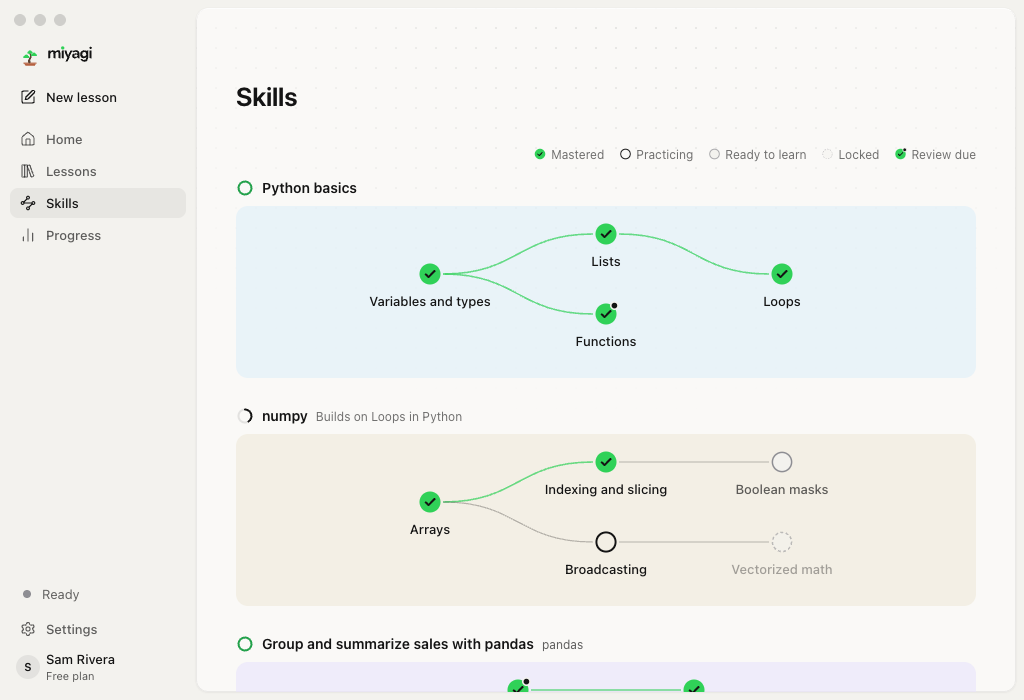 miyagi
New lesson
Home
Lessons
Skills
Progress
Ready
Settings
S
Sam Rivera
Free plan
Skills
Mastered Practicing Ready to learn Locked Review due
Python basics
Lists
Variables and types
Loops
Functions
numpy Builds on Loops in Python
Indexing and slicing
Boolean masks
Arrays
Broadcasting
Vectorized math
Group and summarize sales with pandas pandas